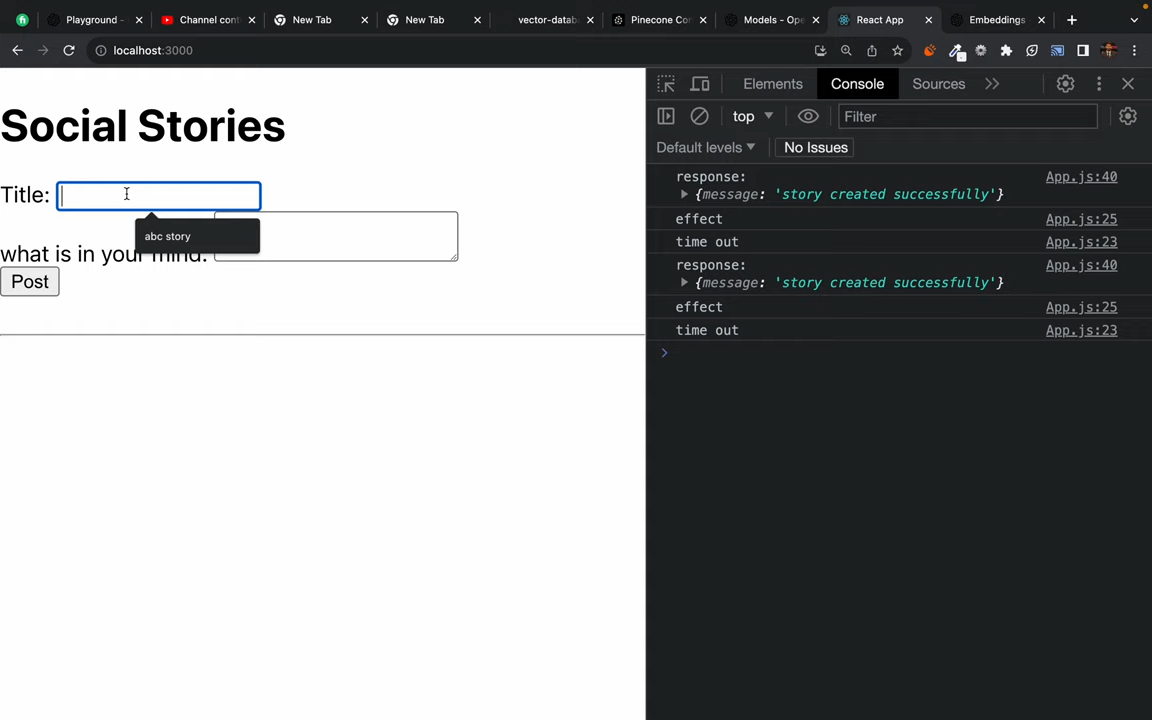 Playground -
Channel cont
New Tab
New Tab
vector-datab
Pinecone Con
Models - Ope
React App
Embeddings
localhost:3000
Elements
Console
Sources
top
Filter
Default levels
No Issues
Social Stories
Title:
abc story
what is in your mind:
Post
response:
App.js:40
{message: 'story created successfully'}
effect
App.js:25
time out
App.js:23
response:
App.js:40
{message: 'story created successfully'}
effect
App.js:25
time out
App.js:23